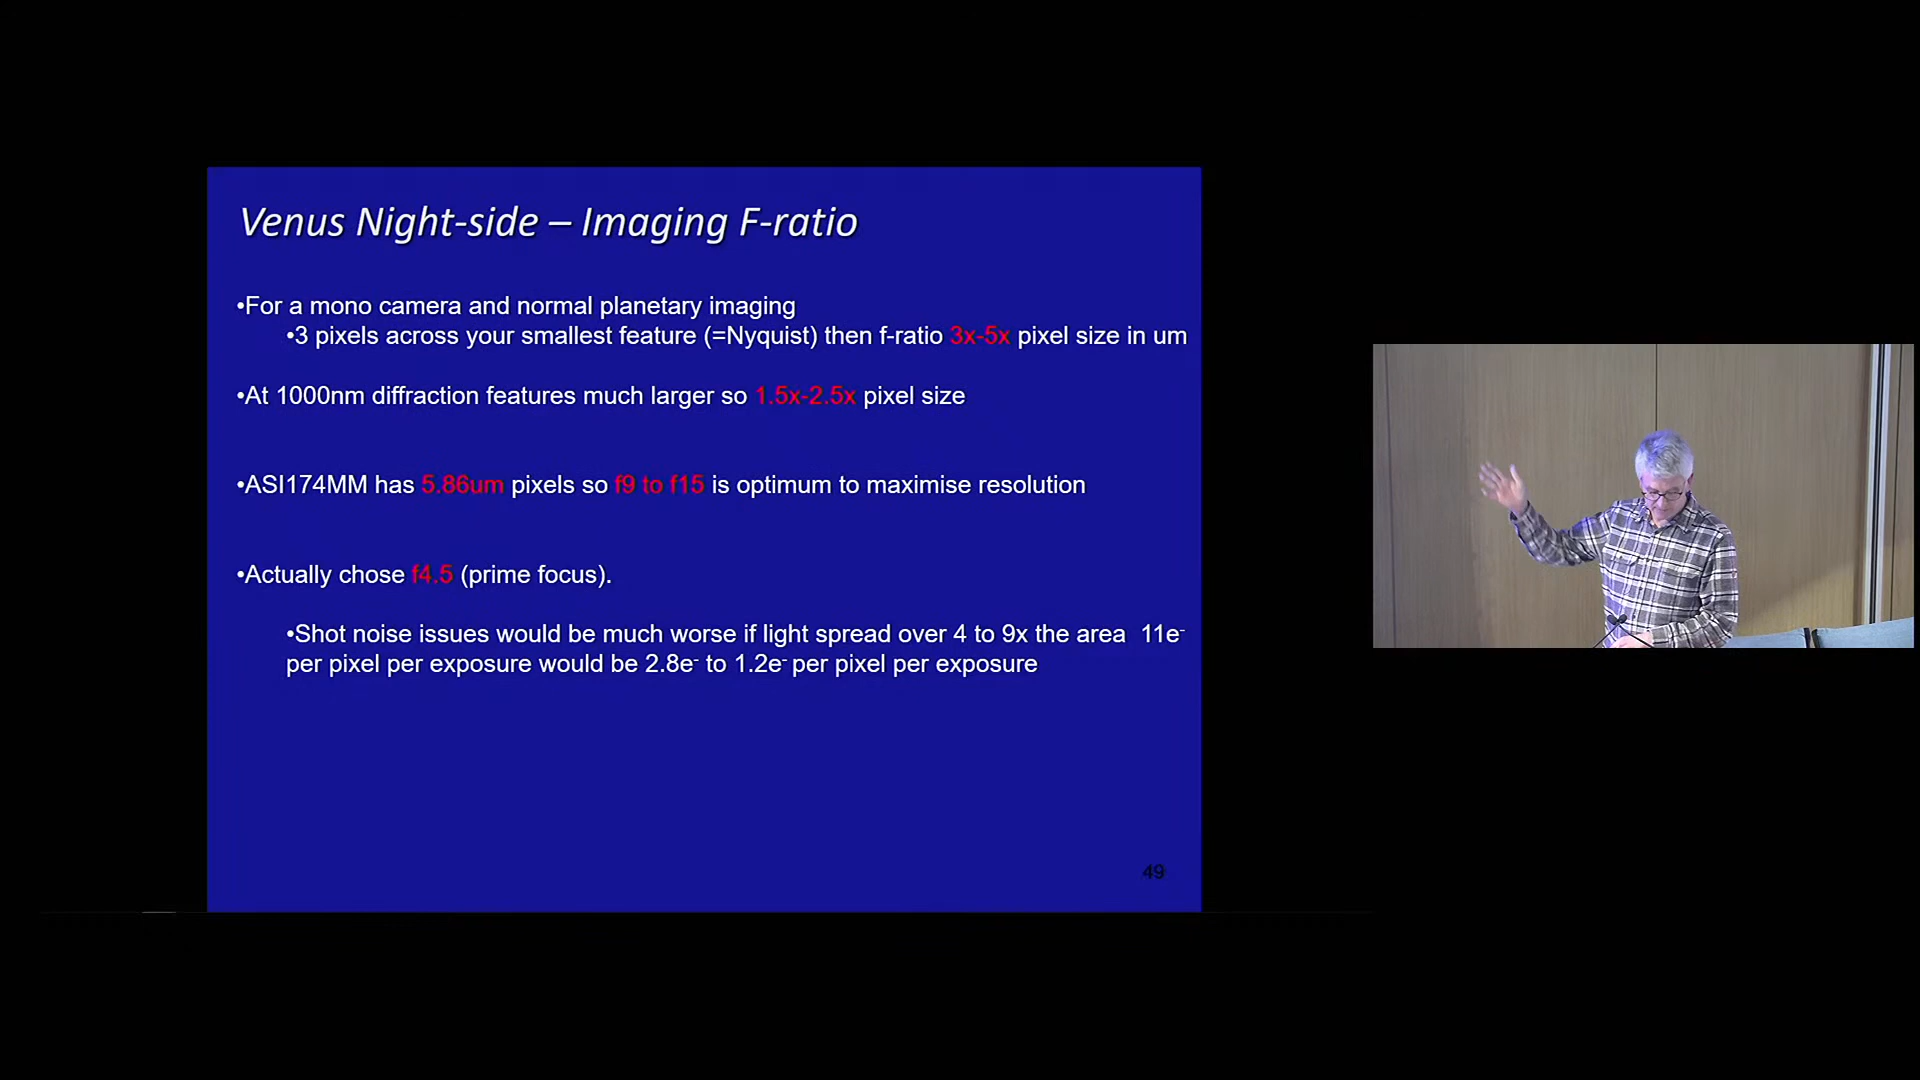 Venus Night-side – Imaging F-ratio
•For a mono camera and normal planetary imaging
•3 pixels across your smallest feature (=Nyquist) then f-ratio 3x-5x pixel size in um
•At 1000nm diffraction features much larger so 1.5x-2.5x pixel size
•ASI174MM has 5.86um pixels so f9 to f15 is optimum to maximise resolution
•Actually chose f4.5 (prime focus).
•Shot noise issues would be much worse if light spread over 4 to 9x the area 11e⁻
per pixel per exposure would be 2.8e⁻ to 1.2e⁻ per pixel per exposure
49